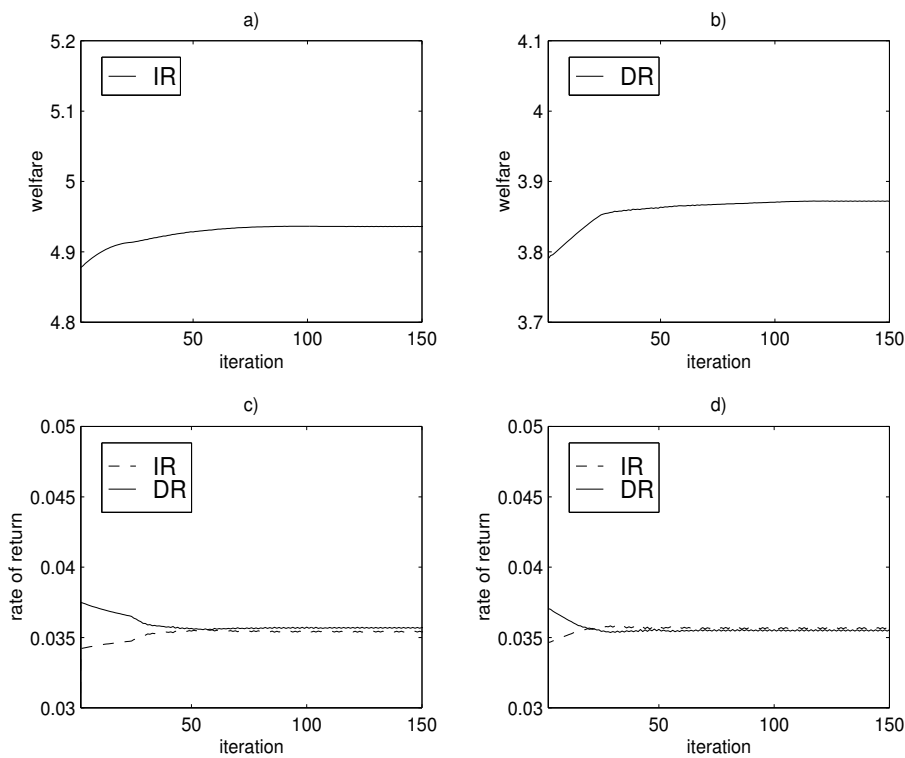 a)
5.2
5.1
5
4.9
4.8
welfare
IR
50
100
150
iteration
b)
4.1
4
3.9
3.8
3.7
welfare
DR
50
100
150
iteration
c)
0.05
0.045
0.04
0.035
0.03
rate of return
IR
DR
50
100
150
iteration
d)
0.05
0.045
0.04
0.035
0.03
rate of return
IR
DR
50
100
150
iteration